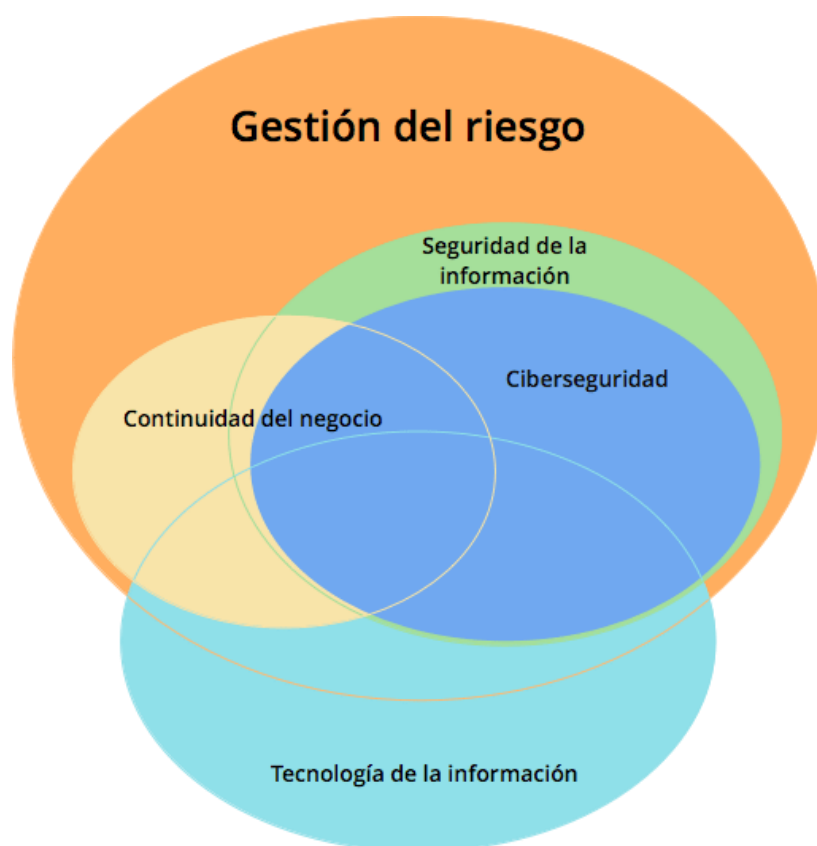 Gestión del riesgo
Seguridad de la
información
Ciberseguridad
Continuidad del negocio
Tecnología de la información